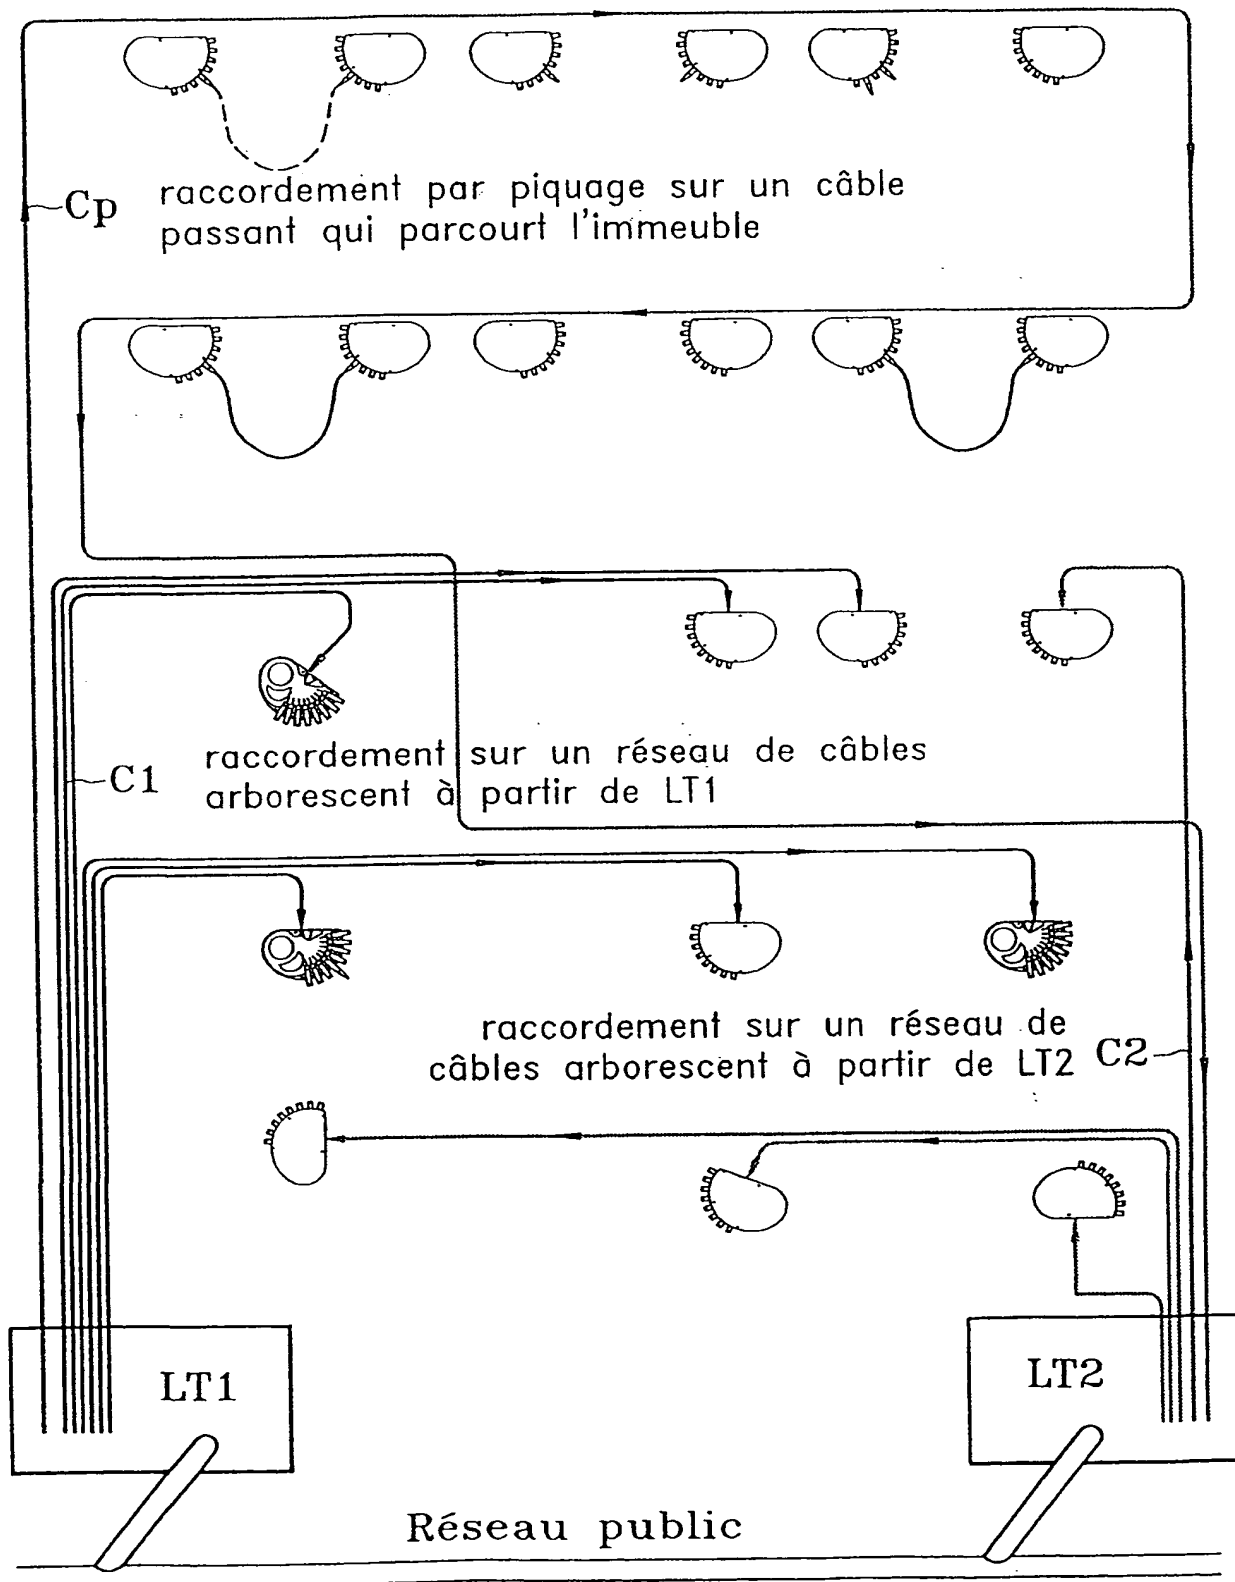 Cp
raccordement par piquage sur un câble
passant qui parcourt l'immeuble
C1
raccordement sur un réseau de câbles
arborescent à partir de LT1
raccordement sur un réseau de
câbles arborescent à partir de LT2
C2
LT1
LT2
Réseau public